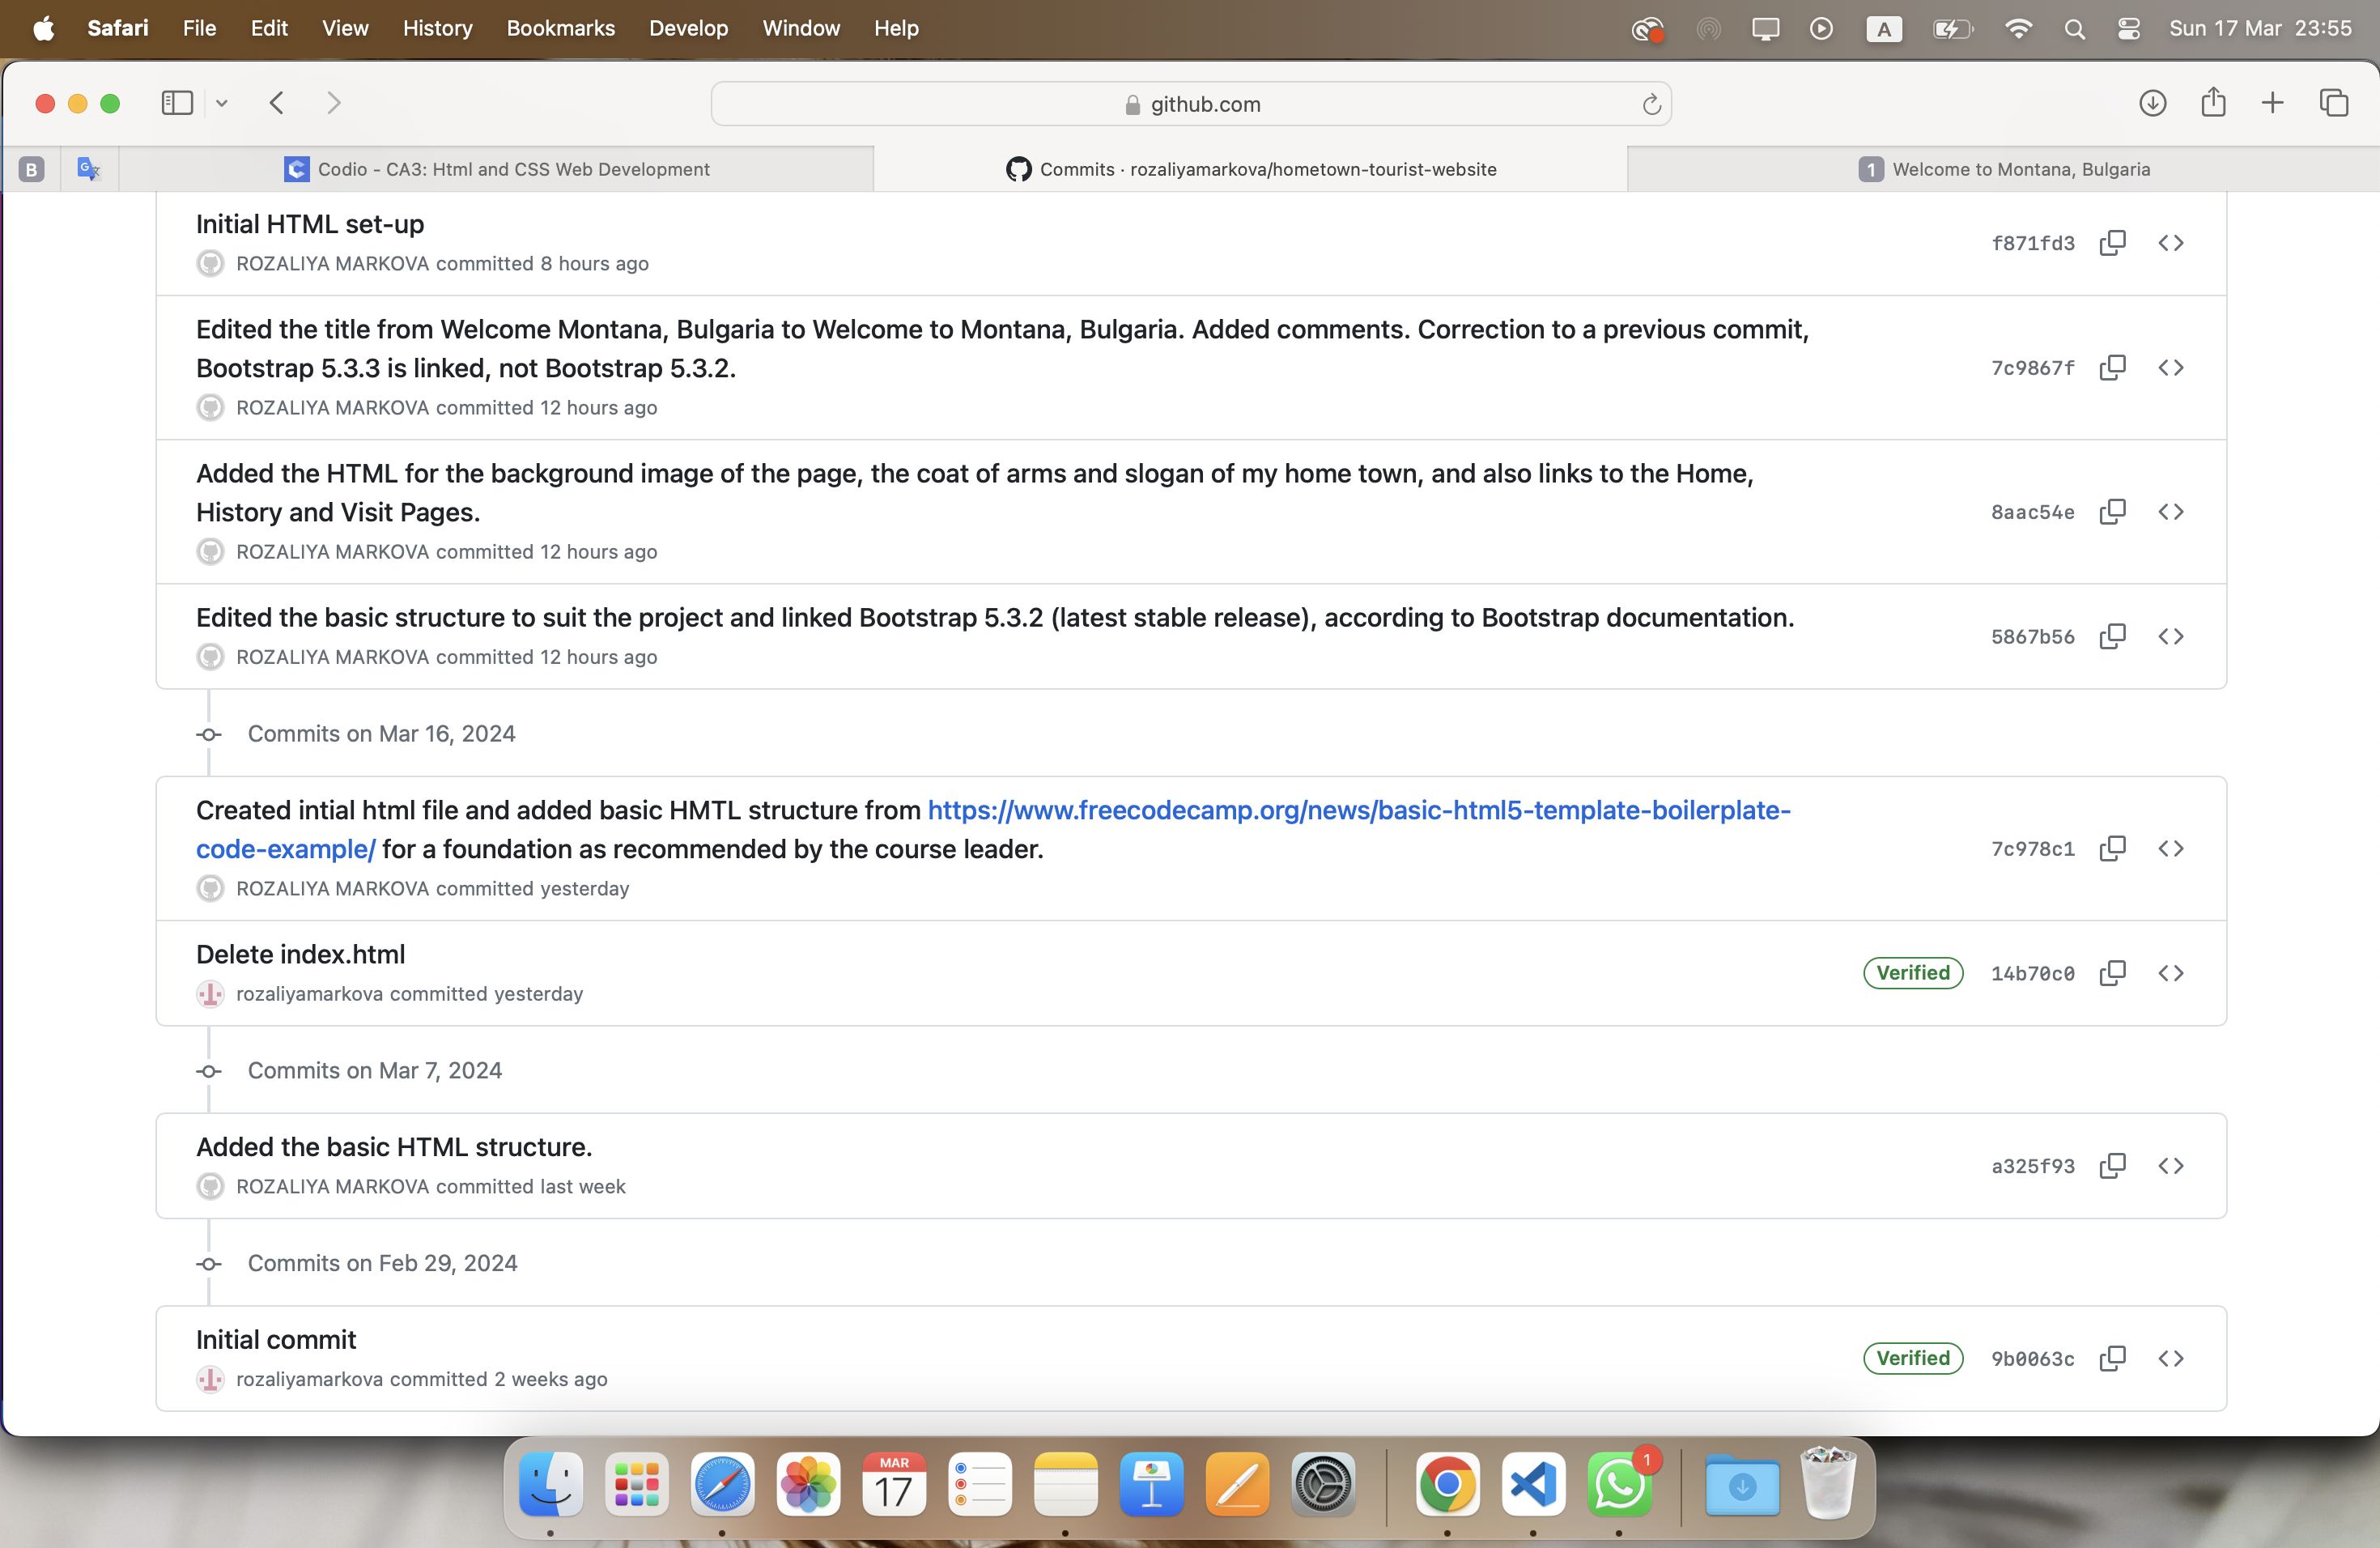 Safari File Edit View History Bookmarks Develop Window Help A Sun 17 Mar 23:55
github.com
B Codio - CA3: Html and CSS Web Development Commits · rozaliyamarkova/hometown-tourist-website 1 Welcome to Montana, Bulgaria
Initial HTML set-up
ROZALIYA MARKOVA committed 8 hours ago
f871fd3
Edited the title from Welcome Montana, Bulgaria to Welcome to Montana, Bulgaria. Added comments. Correction to a previous commit,
Bootstrap 5.3.3 is linked, not Bootstrap 5.3.2.
ROZALIYA MARKOVA committed 12 hours ago
7c9867f
Added the HTML for the background image of the page, the coat of arms and slogan of my home town, and also links to the Home,
History and Visit Pages.
ROZALIYA MARKOVA committed 12 hours ago
8aac54e
Edited the basic structure to suit the project and linked Bootstrap 5.3.2 (latest stable release), according to Bootstrap documentation.
ROZALIYA MARKOVA committed 12 hours ago
5867b56
Commits on Mar 16, 2024
Created intial html file and added basic HMTL structure from https://www.freecodecamp.org/news/basic-html5-template-boilerplate-
code-example/ for a foundation as recommended by the course leader.
ROZALIYA MARKOVA committed yesterday
7c978c1
Delete index.html
rozaliyamarkova committed yesterday
Verified 14b70c0
Commits on Mar 7, 2024
Added the basic HTML structure.
ROZALIYA MARKOVA committed last week
a325f93
Commits on Feb 29, 2024
Initial commit
rozaliyamarkova committed 2 weeks ago
Verified 9b0063c
MAR
17
1